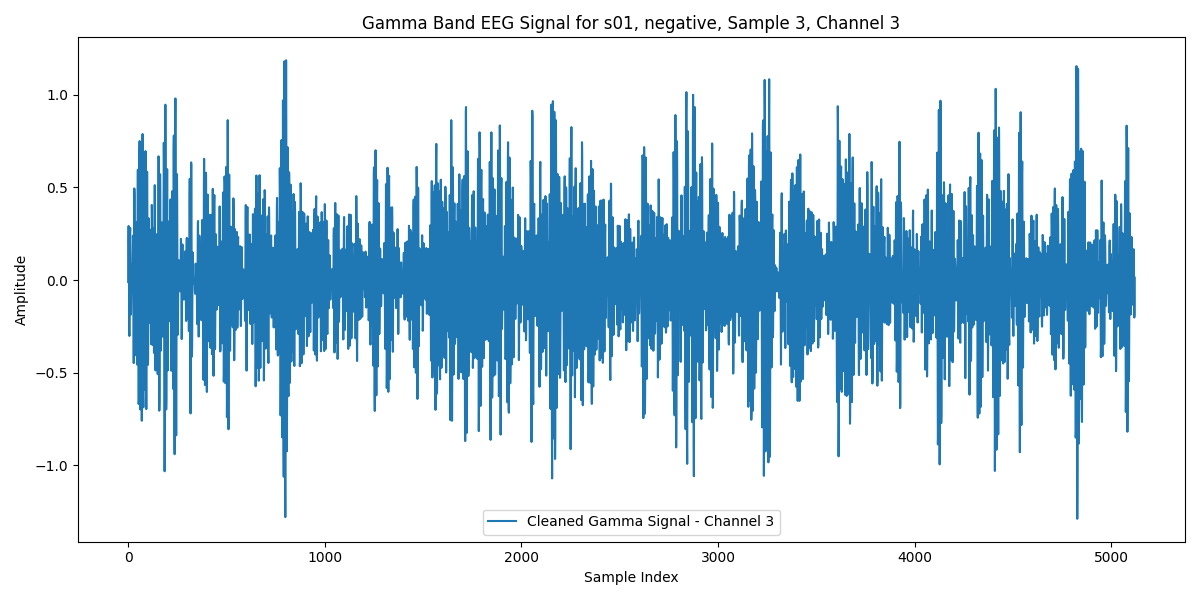 Gamma Band EEG Signal for s01, negative, Sample 3, Channel 3
Amplitude
1.0
0.5
0.0
−0.5
−1.0
Cleaned Gamma Signal - Channel 3
0 1000 2000 3000 4000 5000
Sample Index